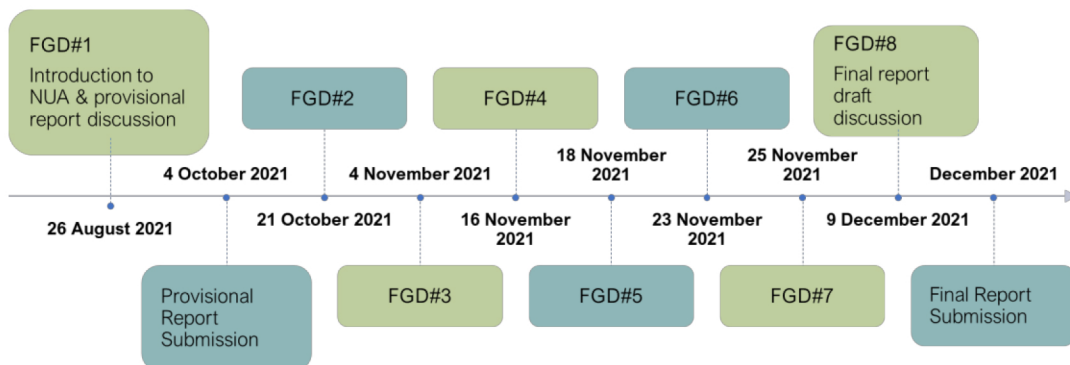 FGD#1
Introduction to
NUA & provisional
report discussion
FGD#2
FGD#4
FGD#6
FGD#8
Final report
draft
discussion
4 October 2021
4 November 2021
18 November
2021
25 November
2021
December 2021
26 August 2021
21 October 2021
16 November
2021
23 November
2021
9 December 2021
Provisional
Report
Submission
FGD#3
FGD#5
FGD#7
Final Report
Submission